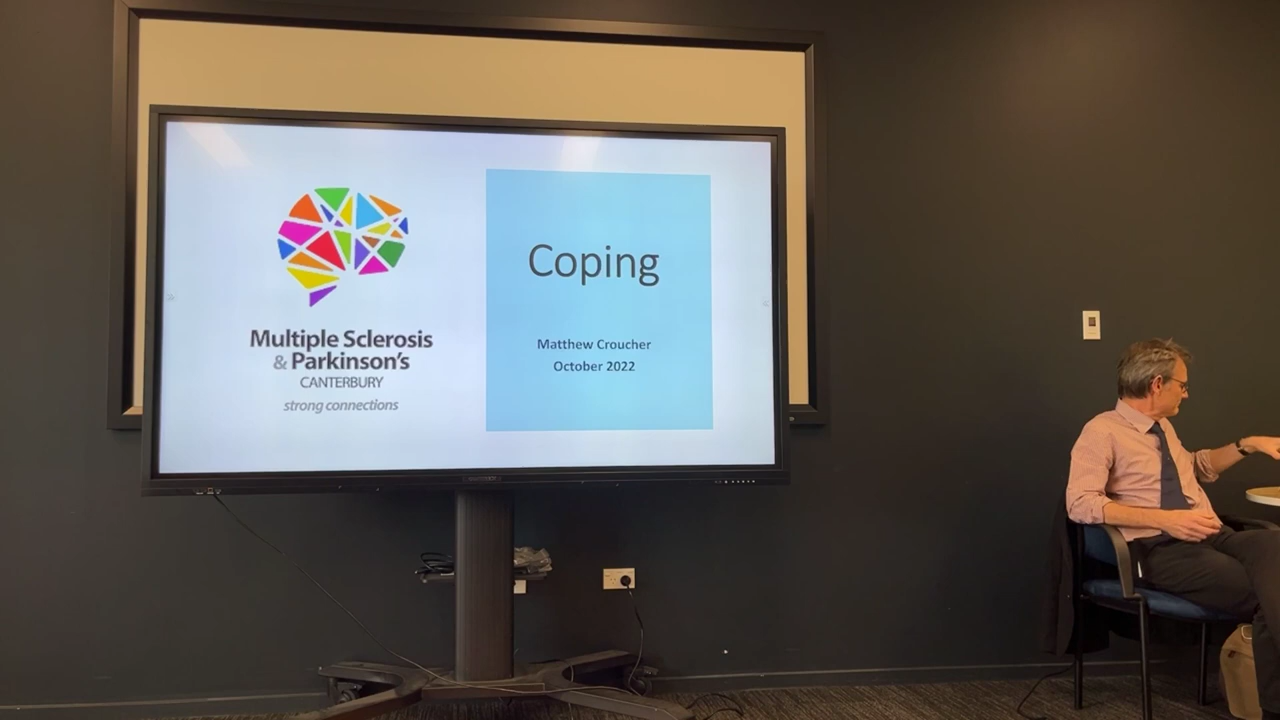 Multiple Sclerosis
& Parkinson's
CANTERBURY
strong connections
Coping
Matthew Croucher
October 2022